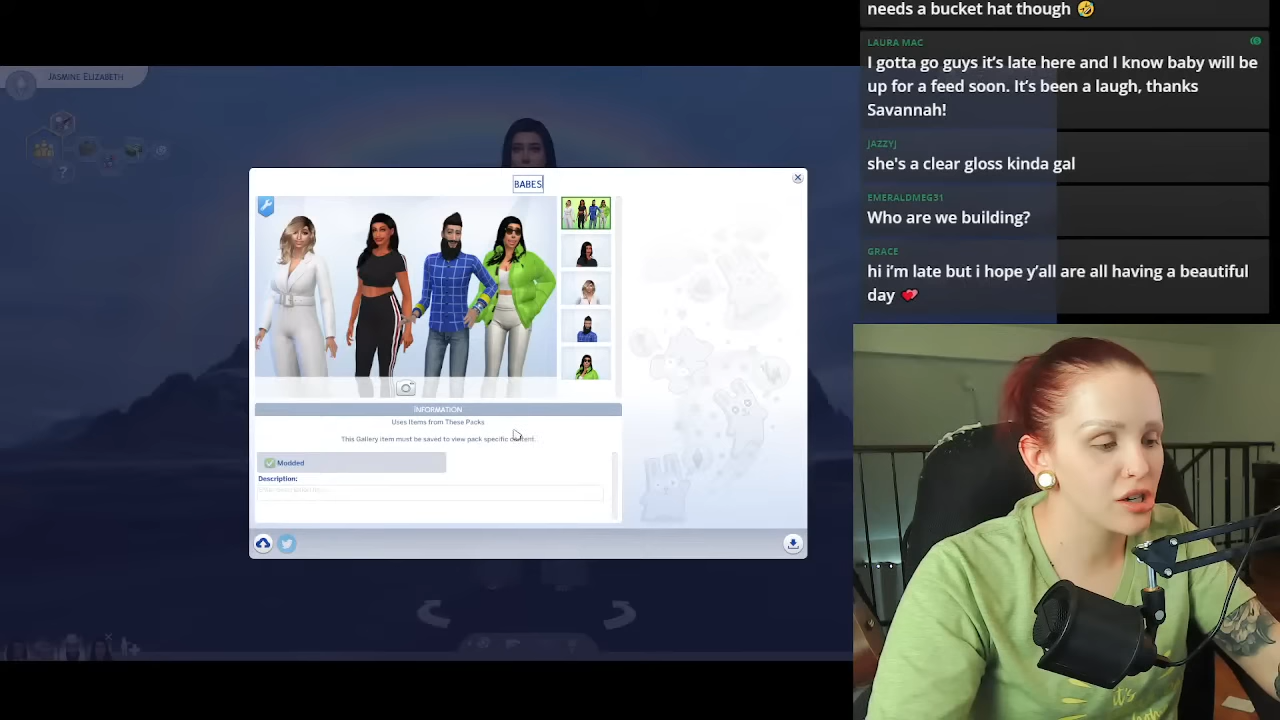 needs a bucket hat though 🤣
LAURA MAC
I gotta go guys it's late here and I know baby will be
up for a feed soon. It's been a laugh, thanks
Savannah!
JAZZYJ
she's a clear gloss kinda gal
EMERALDMEG31
Who are we building?
GRACE
hi i'm late but i hope y'all are all having a beautiful
day 💕
JASMINE ELIZABETH
BABES
INFORMATION
Uses Items from These Packs
This Gallery item must be saved to view pack specific content.
Modded
Description:
it's